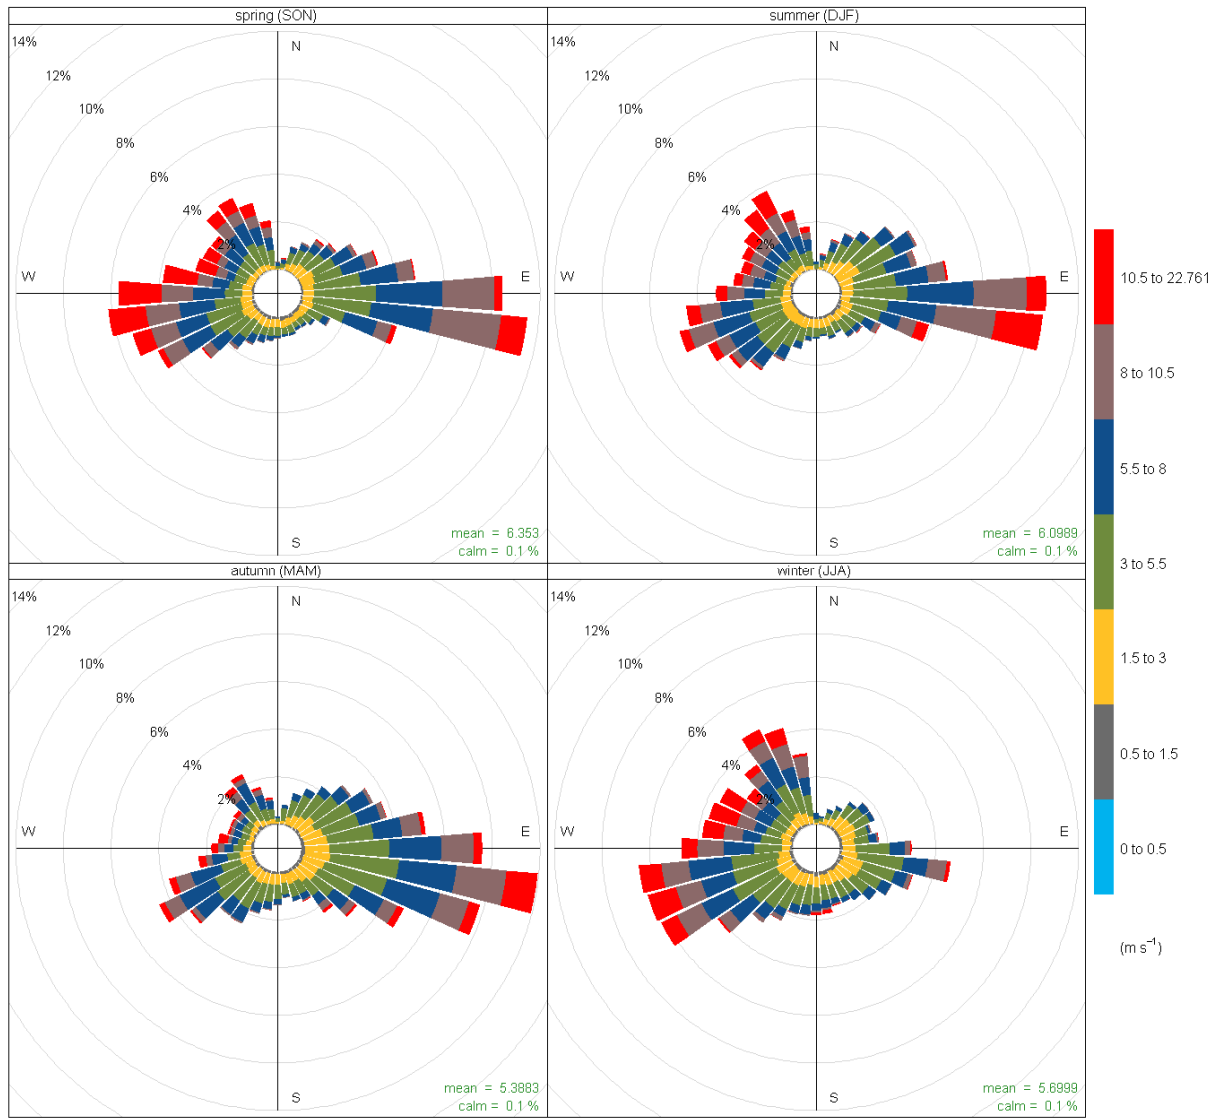 spring (SON)
summer (DJF)
14%
12%
10%
8%
6%
4%
2%
N
W
E
S
mean = 6.353
calm = 0.1 %
14%
12%
10%
8%
6%
4%
2%
N
W
E
S
mean = 6.0989
calm = 0.1 %
autumn (MAM)
winter (JJA)
14%
12%
10%
8%
6%
4%
2%
N
W
E
S
mean = 5.3883
calm = 0.1 %
14%
12%
10%
8%
6%
4%
2%
N
W
E
S
mean = 5.6999
calm = 0.1 %
10.5 to 22.761
8 to 10.5
5.5 to 8
3 to 5.5
1.5 to 3
0.5 to 1.5
0 to 0.5
(m s⁻¹)